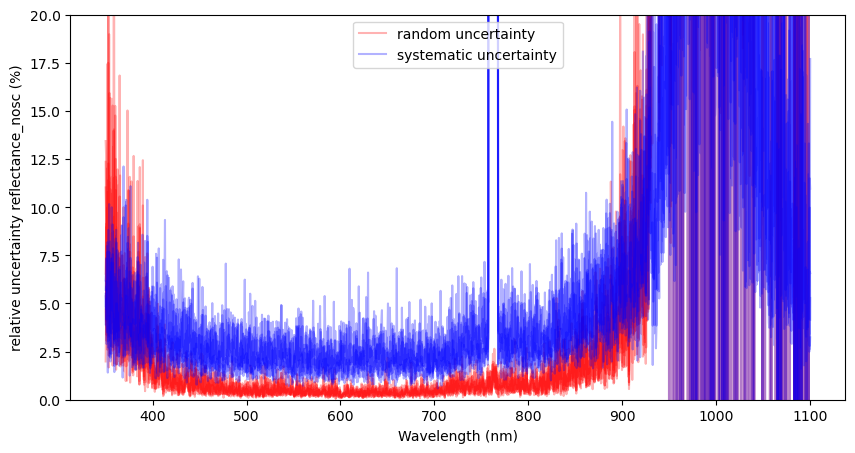 random uncertainty
systematic uncertainty
relative uncertainty reflectance_nosc (%)
20.0
17.5
15.0
12.5
10.0
7.5
5.0
2.5
0.0
400 500 600 700 800 900 1000 1100
Wavelength (nm)